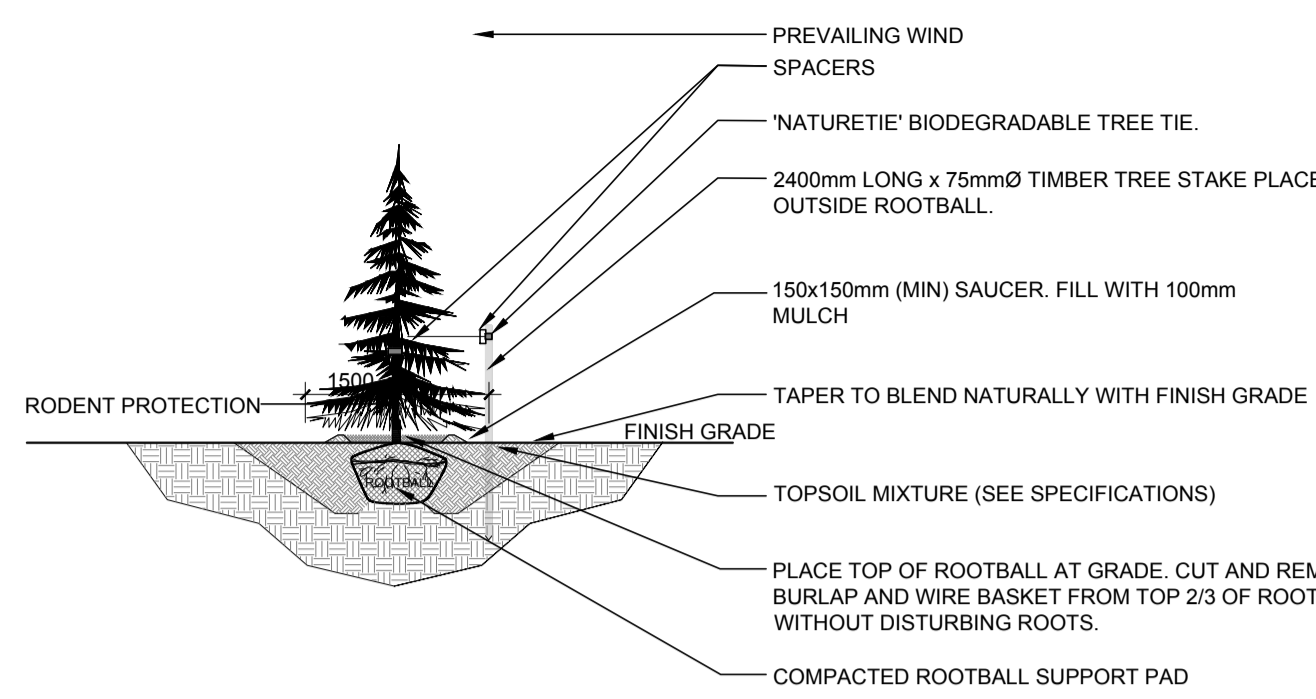 PREVAILING WIND
SPACERS
'NATURETIE' BIODEGRADABLE TREE TIE.
2400mm LONG x 75mmØ TIMBER TREE STAKE PLACE
OUTSIDE ROOTBALL.
150x150mm (MIN) SAUCER. FILL WITH 100mm
MULCH
1500
TAPER TO BLEND NATURALLY WITH FINISH GRADE
RODENT PROTECTION
FINISH GRADE
ROOTBALL
TOPSOIL MIXTURE (SEE SPECIFICATIONS)
PLACE TOP OF ROOTBALL AT GRADE. CUT AND REM
BURLAP AND WIRE BASKET FROM TOP 2/3 OF ROOT
WITHOUT DISTURBING ROOTS.
COMPACTED ROOTBALL SUPPORT PAD